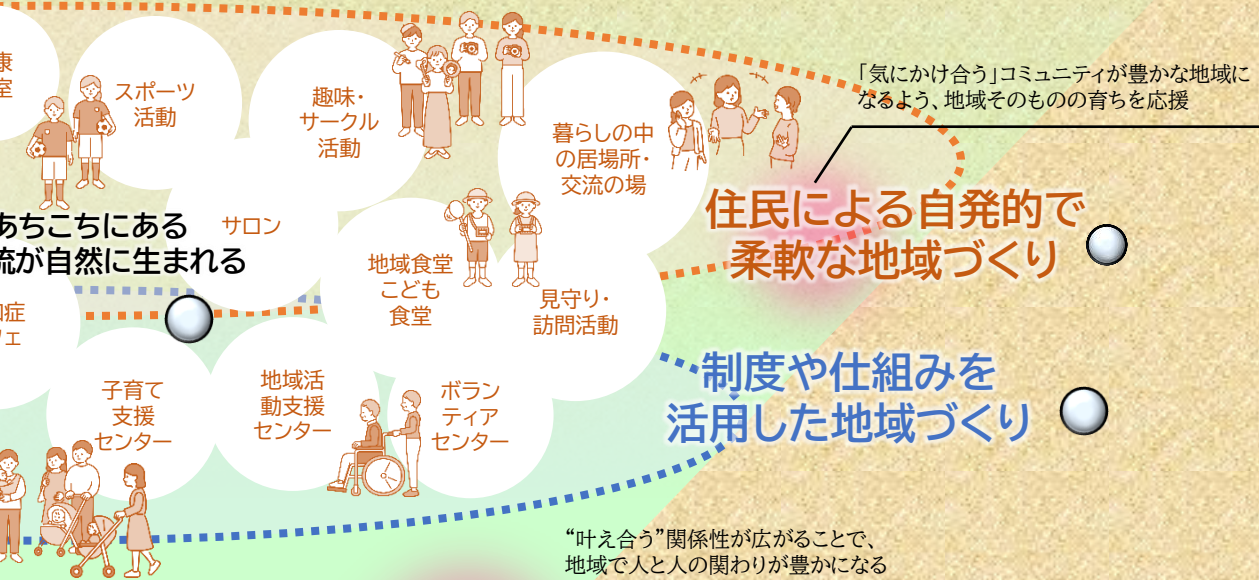 康
室
スポーツ
活動
趣味・
サークル
活動
暮らしの中
の居場所・
交流の場
「気にかけ合う」コミュニティが豊かな地域に
なるよう、地域そのものの育ちを応援
住民による自発的で
柔軟な地域づくり
あちこちにある
流が自然に生まれる
サロン
地域食堂
こども
食堂
見守り・
訪問活動
知症
フェ
子育て
支援
センター
地域活
動支援
センター
ボラン
ティア
センター
制度や仕組みを
活用した地域づくり
“叶え合う”関係性が広がることで、
地域で人と人の関わりが豊かになる